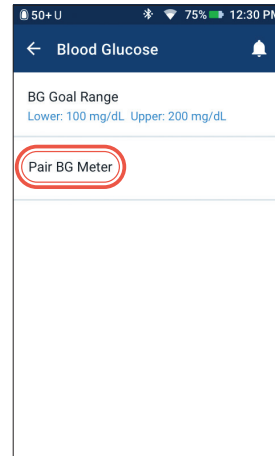 50+ U 75% 12:30 PM
Blood Glucose
BG Goal Range
Lower: 100 mg/dL Upper: 200 mg/dL
Pair BG Meter